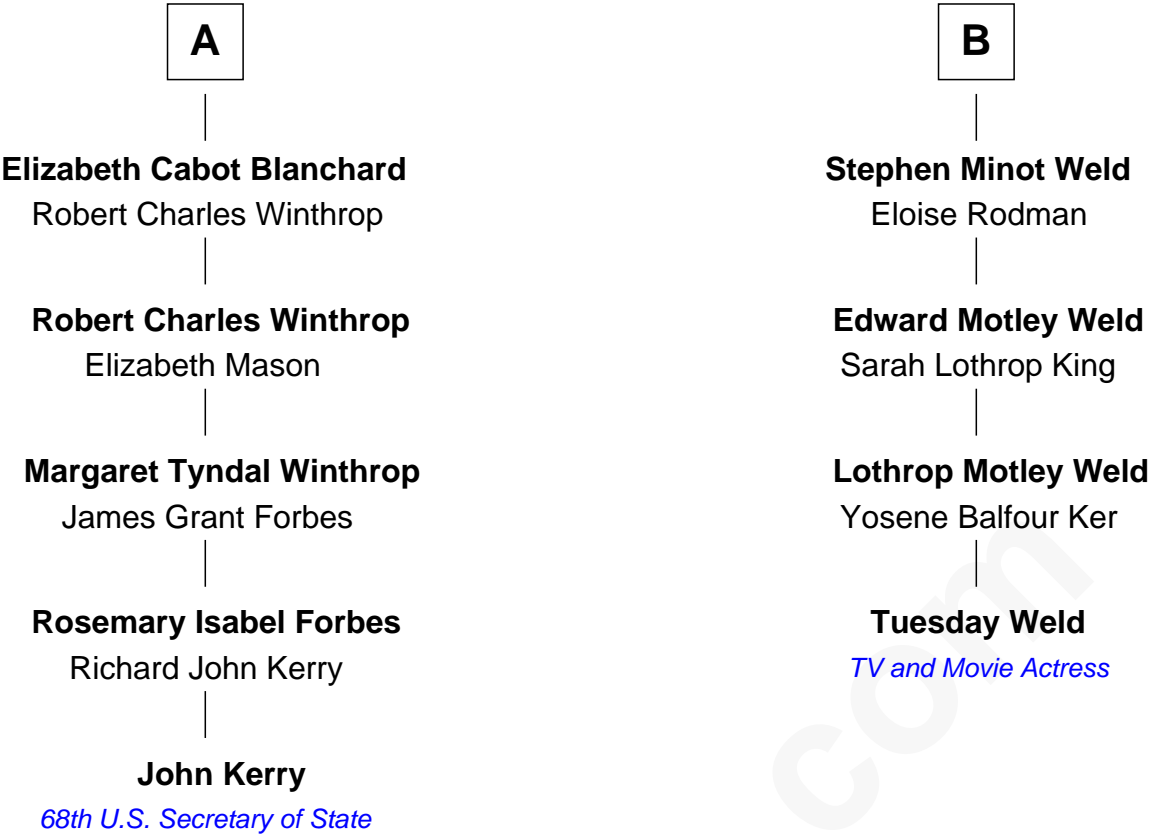 A
Elizabeth Cabot Blanchard
Robert Charles Winthrop
Robert Charles Winthrop
Elizabeth Mason
Margaret Tyndal Winthrop
James Grant Forbes
Rosemary Isabel Forbes
Richard John Kerry
John Kerry
68th U.S. Secretary of State
B
Stephen Minot Weld
Eloise Rodman
Edward Motley Weld
Sarah Lothrop King
Lothrop Motley Weld
Yosene Balfour Ker
Tuesday Weld
TV and Movie Actress
com